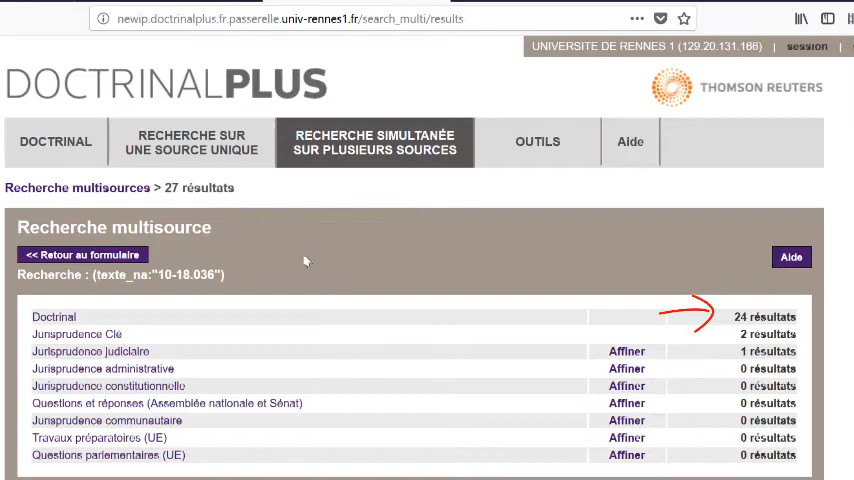 newip.doctrinalplus.fr.passerelle.univ-rennes1.fr/search_multi/results
UNIVERSITE DE RENNES 1 (129.20.131.166) | session |
DOCTRINALPLUS
THOMSON REUTERS
DOCTRINAL
RECHERCHE SUR
UNE SOURCE UNIQUE
RECHERCHE SIMULTANÉE
SUR PLUSIEURS SOURCES
OUTILS
Aide
Recherche multisources > 27 résultats
Recherche multisource
<< Retour au formulaire
Aide
Recherche : (texte_na:"10-18.036")
Doctrinal 24 résultats
Jurisprudence Clé 2 résultats
Jurisprudence judiciaire Affiner 1 résultats
Jurisprudence administrative Affiner 0 résultats
Jurisprudence constitutionnelle Affiner 0 résultats
Questions et réponses (Assemblée nationale et Sénat) Affiner 0 résultats
Jurisprudence communautaire Affiner 0 résultats
Travaux préparatoires (UE) Affiner 0 résultats
Questions parlementaires (UE) Affiner 0 résultats